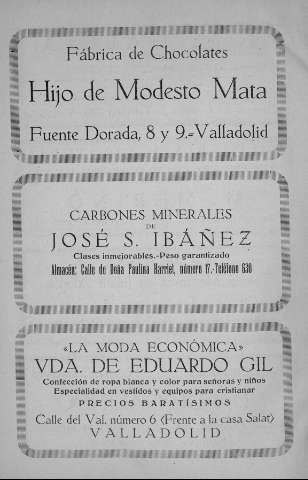 Fábrica de Chocolates
Hijo de Modesto Mata
Fuente Dorada, 8 y 9.-Valladolid
CARBONES MINERALES
DE
JOSÉ S. IBÁÑEZ
Clases inmejorables.-Peso garantizado
Almacén: Calle de Doña Paulina Harriet, número 17.-Teléfono 630
«LA MODA ECONÓMICA»
VDA. DE EDUARDO GIL
Confección de ropa blanca y color para señoras y niños
Especialidad en vestidos y equipos para cristianar
PRECIOS BARATÍSIMOS
Calle del Val, número 6 (Frente a la casa Salat)
VALLADOLID